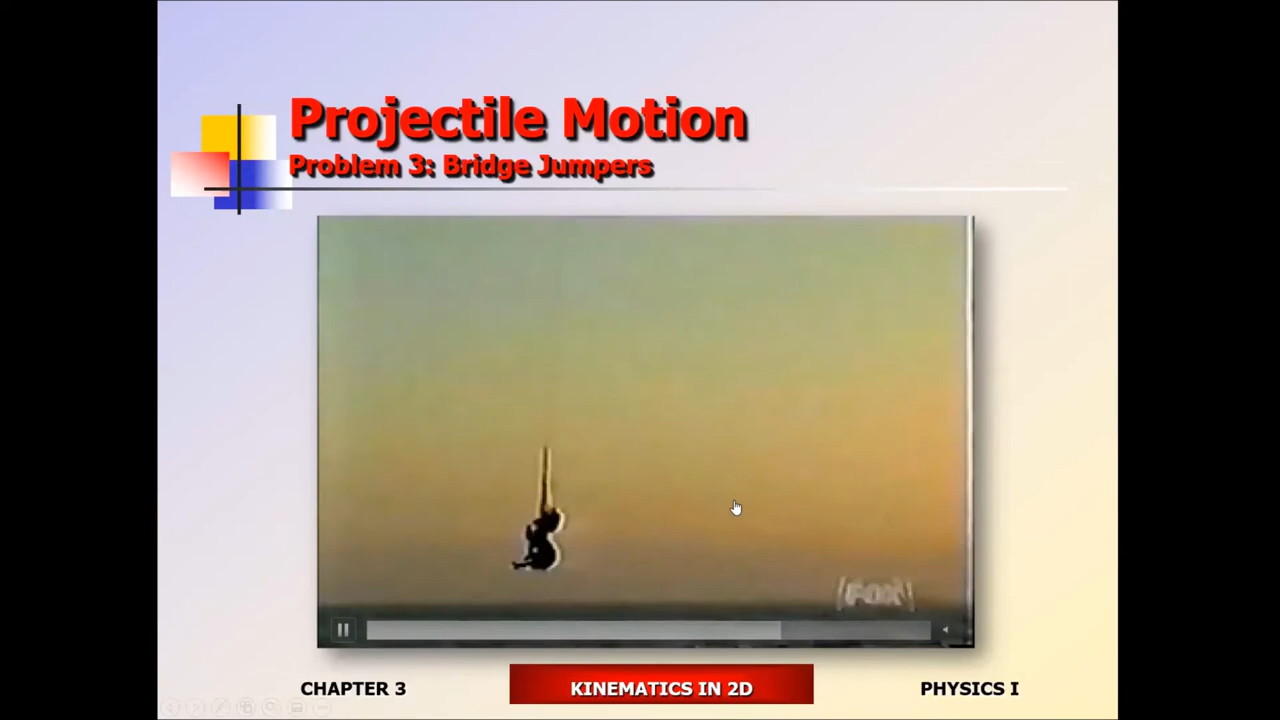 Projectile Motion
Problem 3: Bridge Jumpers
FOX
CHAPTER 3
KINEMATICS IN 2D
PHYSICS I